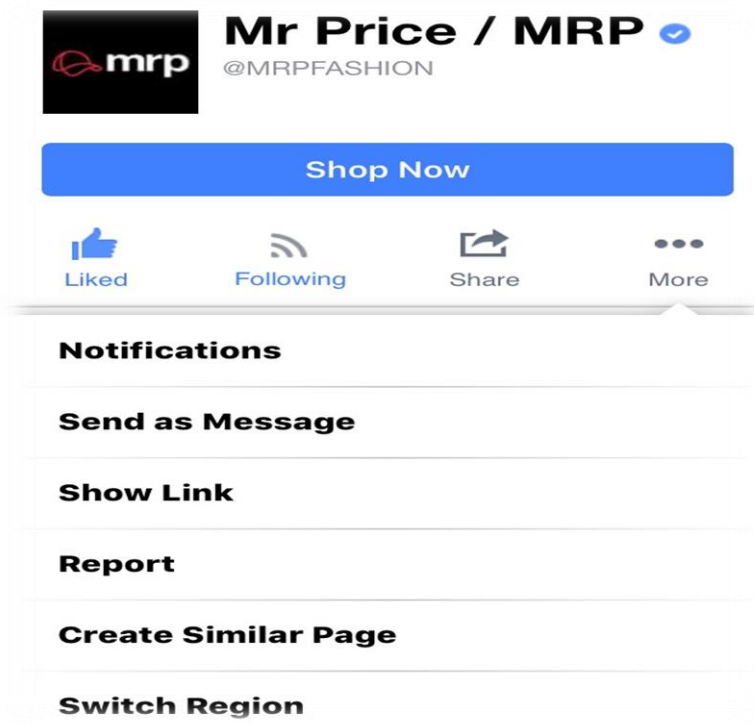 mrp
Mr Price / MRP
@MRPFASHION
Shop Now
Liked
Following
Share
More
Notifications
Send as Message
Show Link
Report
Create Similar Page
Switch Region